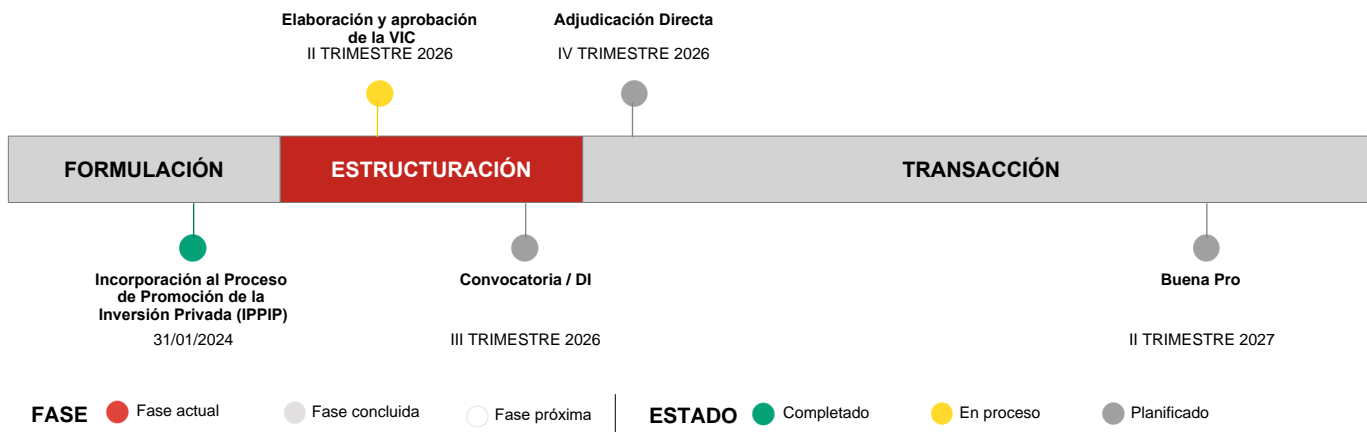 Elaboración y aprobación
de la VIC
II TRIMESTRE 2026
Adjudicación Directa
IV TRIMESTRE 2026
FORMULACIÓN
ESTRUCTURACIÓN
TRANSACCIÓN
Incorporación al Proceso
de Promoción de la
Inversión Privada (IPPIP)
31/01/2024
Convocatoria / DI
III TRIMESTRE 2026
Buena Pro
II TRIMESTRE 2027
FASE Fase actual Fase concluida Fase próxima ESTADO Completado En proceso Planificado